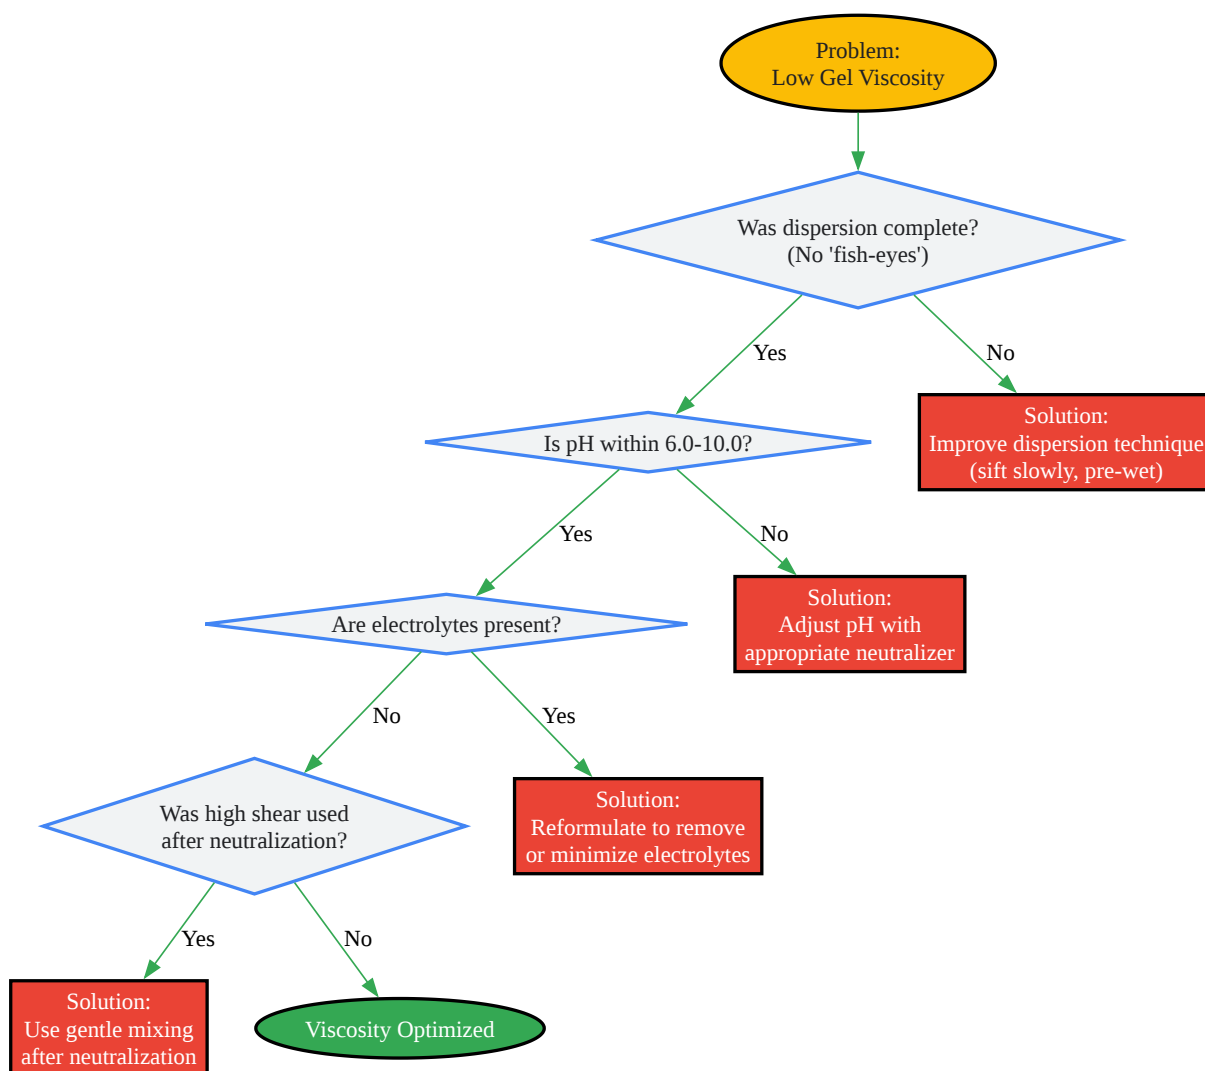 Problem:
Low Gel Viscosity
Was dispersion complete?
(No 'fish-eyes')
Yes
No
Solution:
Improve dispersion technique
(sift slowly, pre-wet)
Is pH within 6.0-10.0?
Yes
No
Solution:
Adjust pH with
appropriate neutralizer
Are electrolytes present?
No
Yes
Solution:
Reformulate to remove
or minimize electrolytes
Was high shear used
after neutralization?
Yes
No
Solution:
Use gentle mixing
after neutralization
Viscosity Optimized